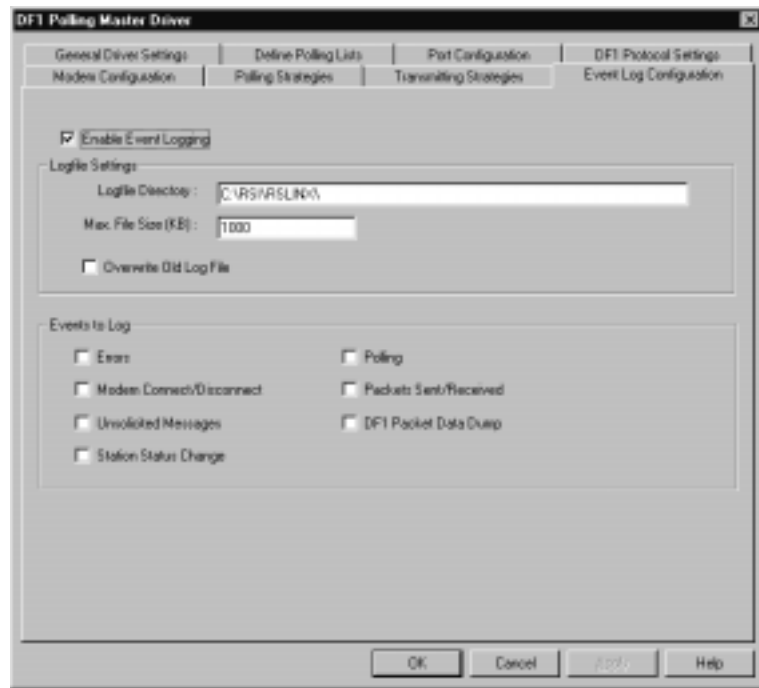 DF1 Polling Master Driver
General Driver Settings Define Polling Lists Port Configuration DF1 Protocol Settings
Modem Configuration Polling Strategies Transmitting Strategies Event Log Configuration
Enable Event Logging
Logfile Settings
Logfile Directory : C:\RSI\RSLINX\
Max. File Size (KB) : 1000
Overwrite Old Log File
Events to Log
Errors Polling
Modem Connect/Disconnect Packets Sent/Received
Unsolicited Messages DF1 Packet Data Dump
Station Status Change
OK Cancel Apply Help